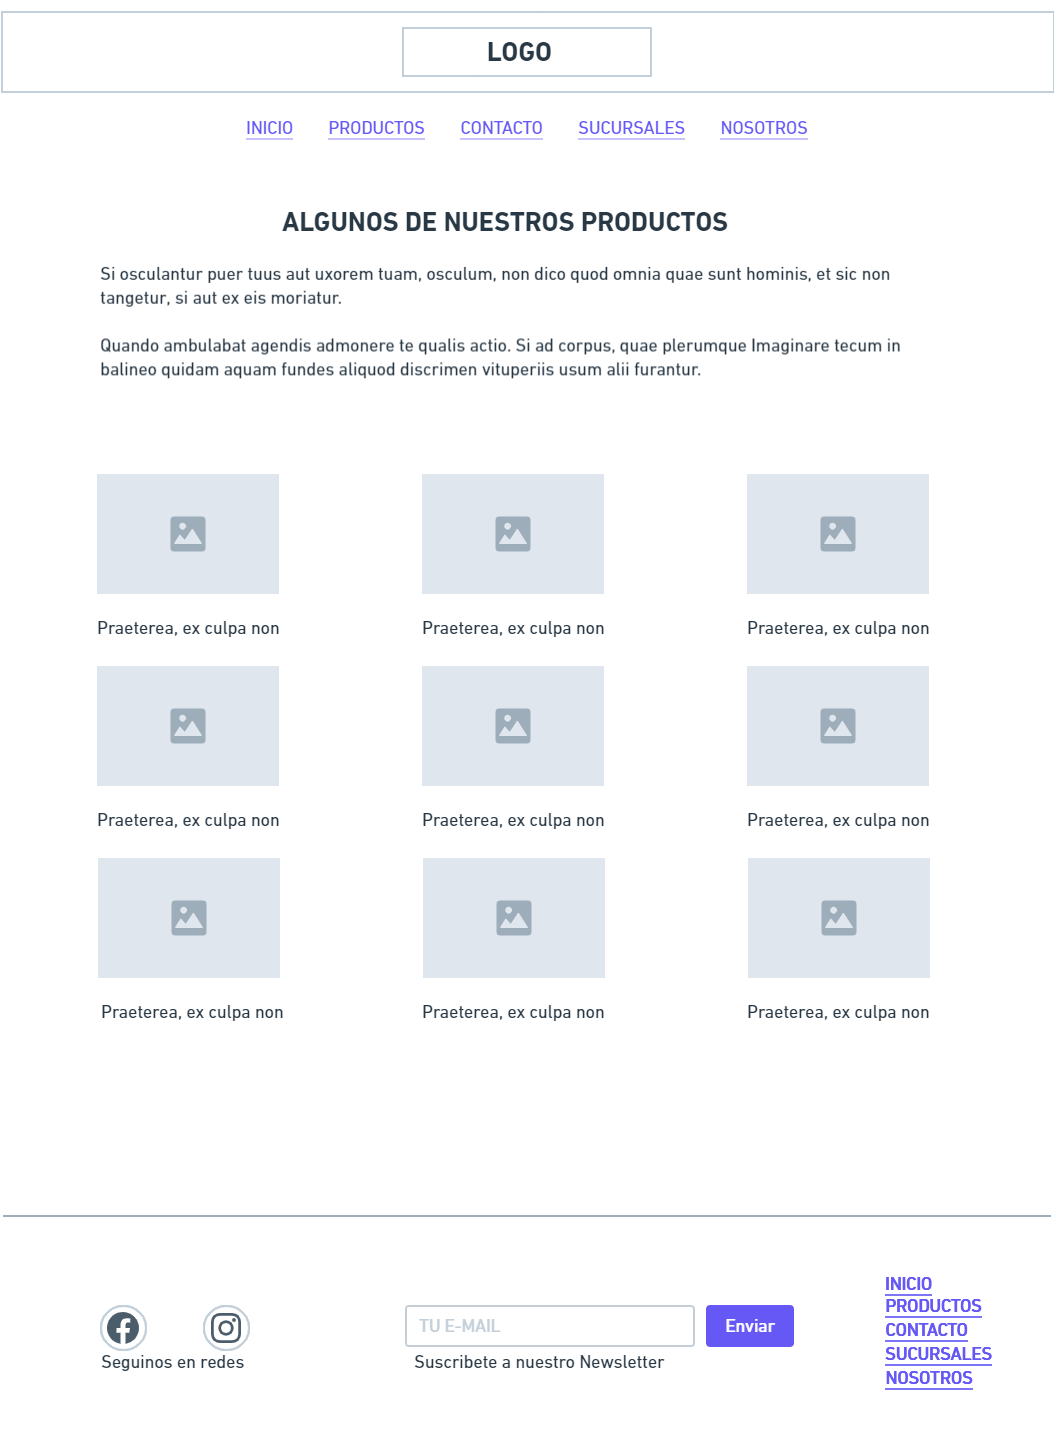 LOGO
INICIO PRODUCTOS CONTACTO SUCURSALES NOSOTROS
ALGUNOS DE NUESTROS PRODUCTOS
Si osculantur puer tuus aut uxorem tuam, osculum, non dico quod omnia quae sunt hominis, et sic non
tangetur, si aut ex eis moriatur.
Quando ambulabat agendis admonere te qualis actio. Si ad corpus, quae plerumque Imaginare tecum in
balineo quidam aquam fundes aliquod discrimen vituperiis usum alii furantur.
Praeterea, ex culpa non Praeterea, ex culpa non Praeterea, ex culpa non
Praeterea, ex culpa non Praeterea, ex culpa non Praeterea, ex culpa non
Praeterea, ex culpa non Praeterea, ex culpa non Praeterea, ex culpa non
Seguinos en redes
TU E-MAIL Enviar
Suscribete a nuestro Newsletter
INICIO
PRODUCTOS
CONTACTO
SUCURSALES
NOSOTROS